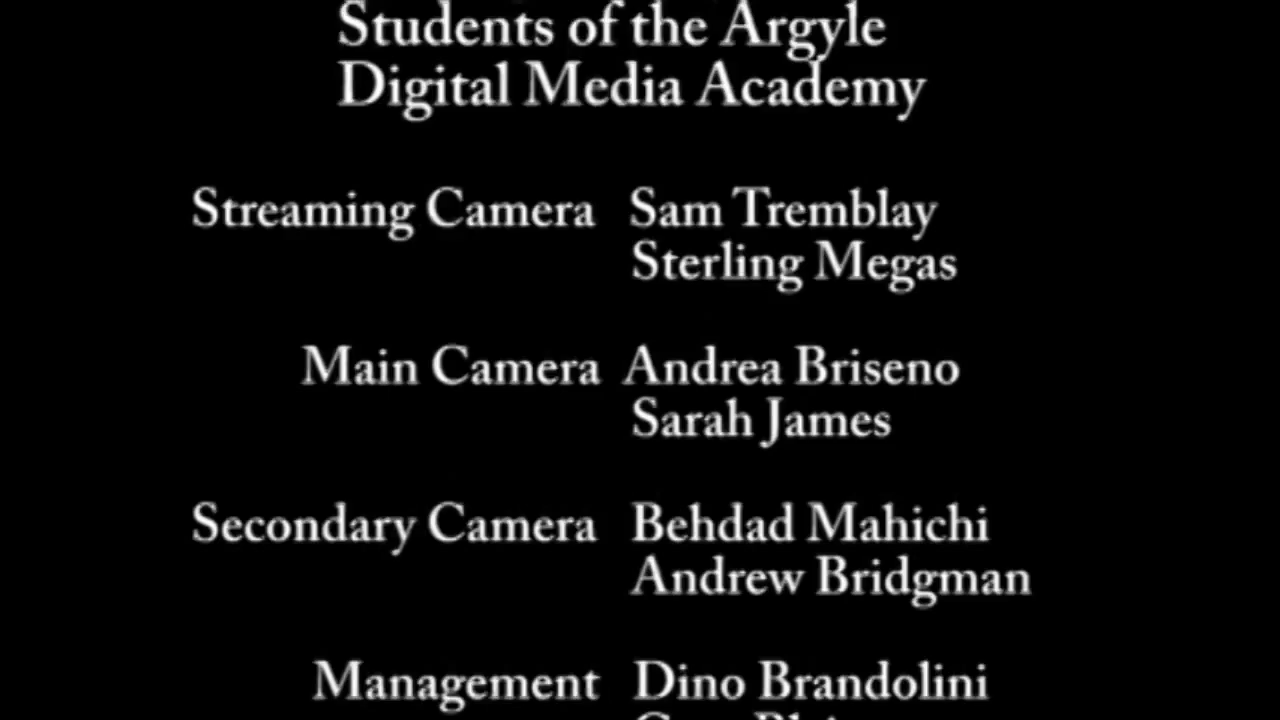 Students of the Argyle
Digital Media Academy
Streaming Camera Sam Tremblay
Sterling Megas
Main Camera Andrea Briseno
Sarah James
Secondary Camera Behdad Mahichi
Andrew Bridgman
Management Dino Brandolini